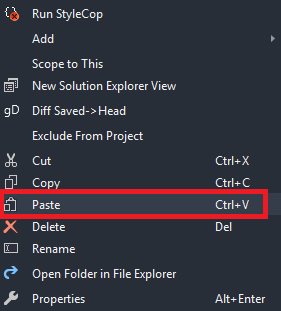 Run StyleCop
Add
Scope to This
New Solution Explorer View
gD Diff Saved->Head
Exclude From Project
Cut Ctrl+X
Copy Ctrl+C
Paste Ctrl+V
Delete Del
Rename
Open Folder in File Explorer
Properties Alt+Enter